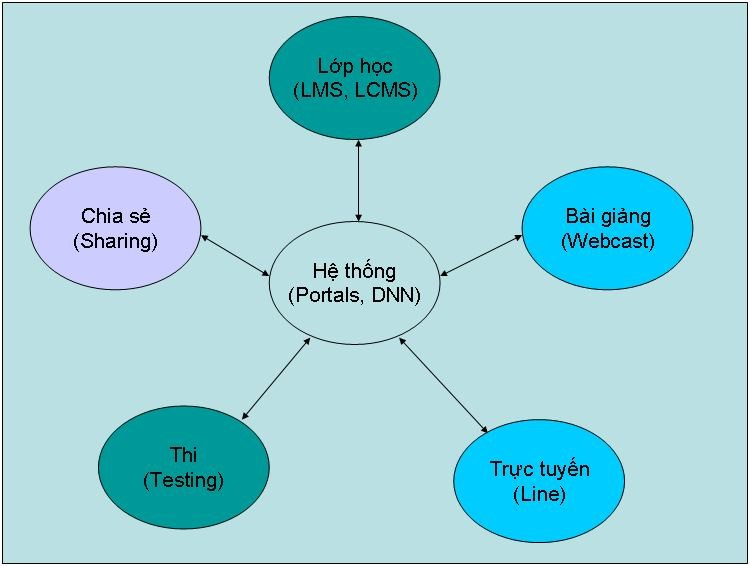 Lớp học
(LMS, LCMS)
Chia sẻ
(Sharing)
Bài giảng
(Webcast)
Hệ thống
(Portals, DNN)
Thi
(Testing)
Trực tuyến
(Line)